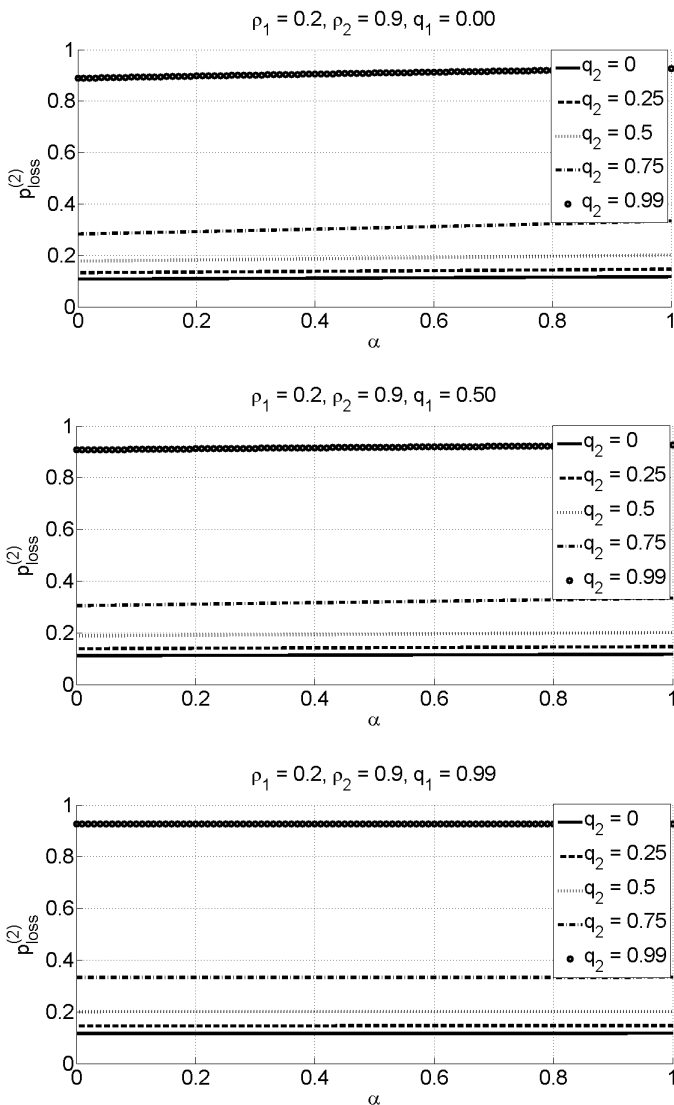 ρ1 = 0.2, ρ2 = 0.9, q1 = 0.00
1
0.8
0.6
0.4
0.2
0
p(2)loss
0 0.2 0.4 0.6 0.8 1
α
q2 = 0
q2 = 0.25
q2 = 0.5
q2 = 0.75
q2 = 0.99
ρ1 = 0.2, ρ2 = 0.9, q1 = 0.50
1
0.8
0.6
0.4
0.2
0
p(2)loss
0 0.2 0.4 0.6 0.8 1
α
q2 = 0
q2 = 0.25
q2 = 0.5
q2 = 0.75
q2 = 0.99
ρ1 = 0.2, ρ2 = 0.9, q1 = 0.99
1
0.8
0.6
0.4
0.2
0
p(2)loss
0 0.2 0.4 0.6 0.8 1
α
q2 = 0
q2 = 0.25
q2 = 0.5
q2 = 0.75
q2 = 0.99